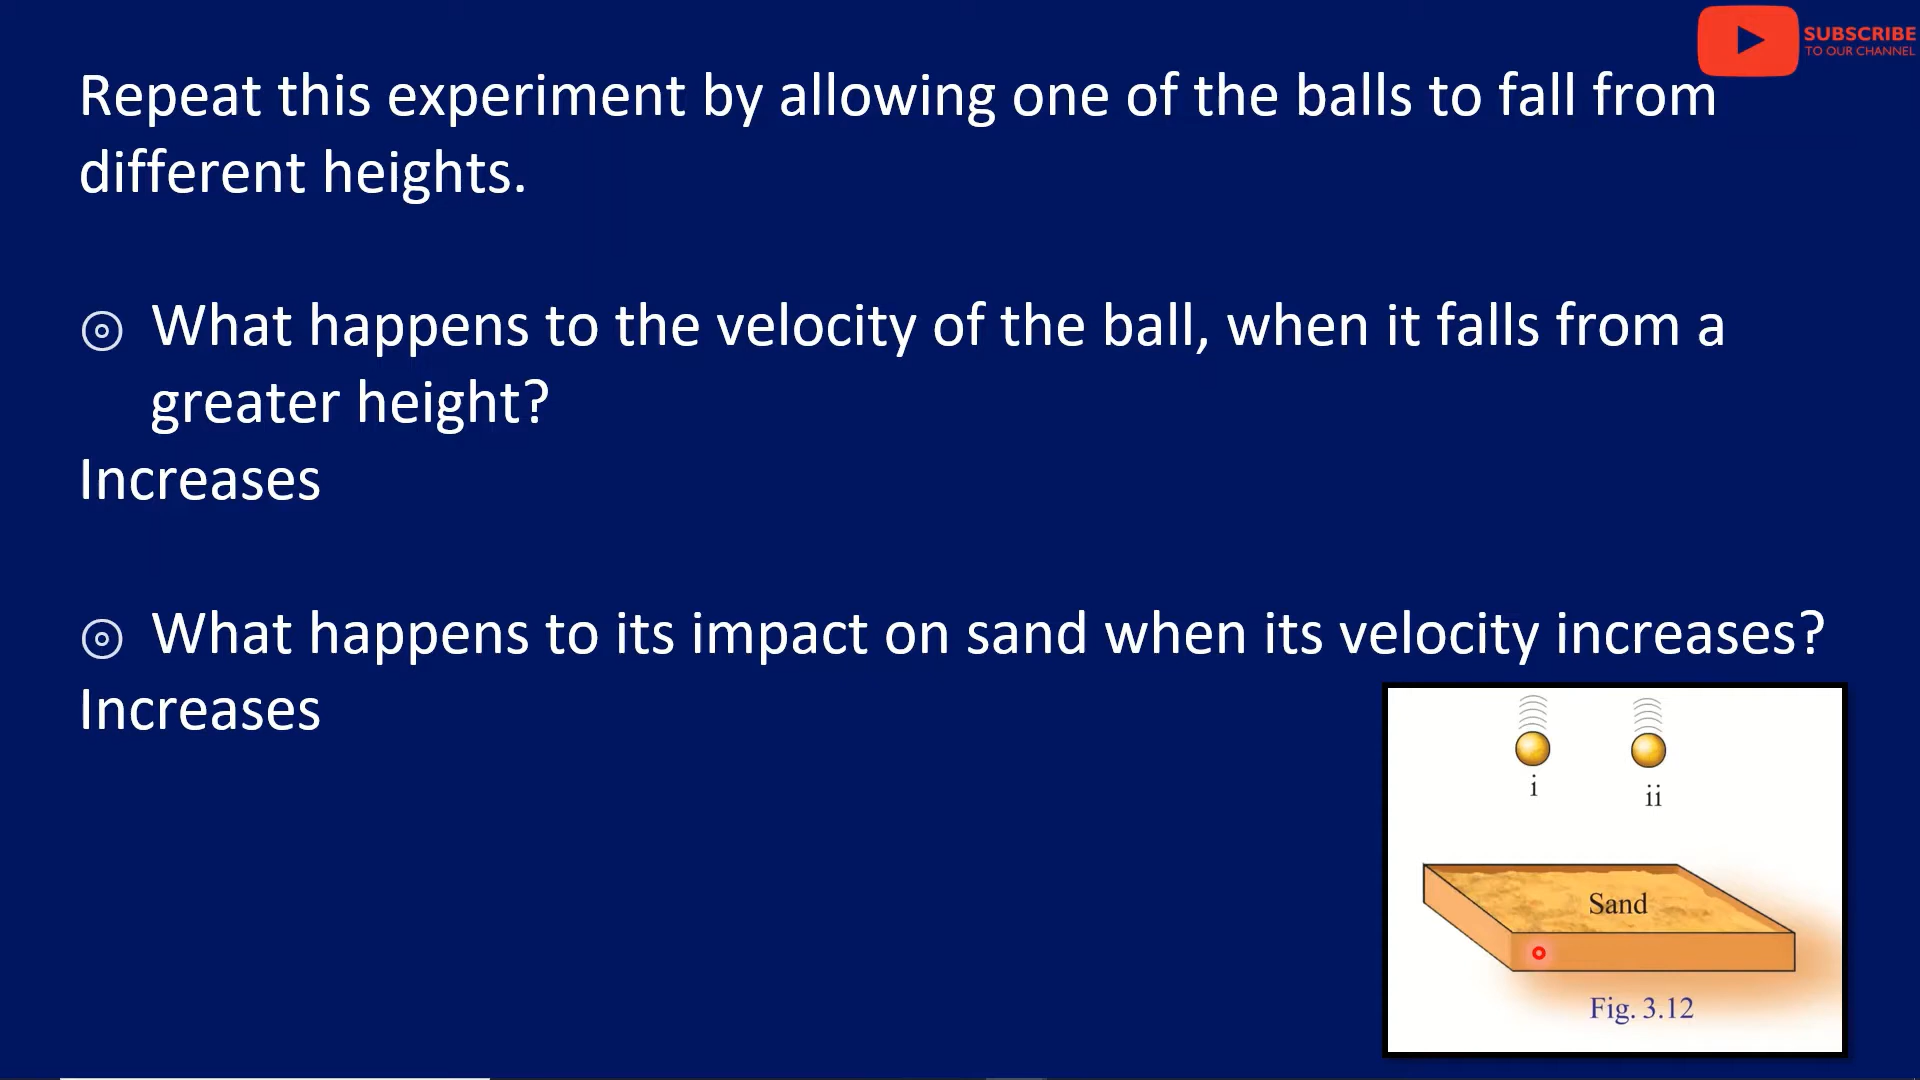 SUBSCRIBE
TO OUR CHANNEL
Repeat this experiment by allowing one of the balls to fall from
different heights.
What happens to the velocity of the ball, when it falls from a
greater height?
Increases
What happens to its impact on sand when its velocity increases?
Increases
i
ii
Sand
Fig. 3.12